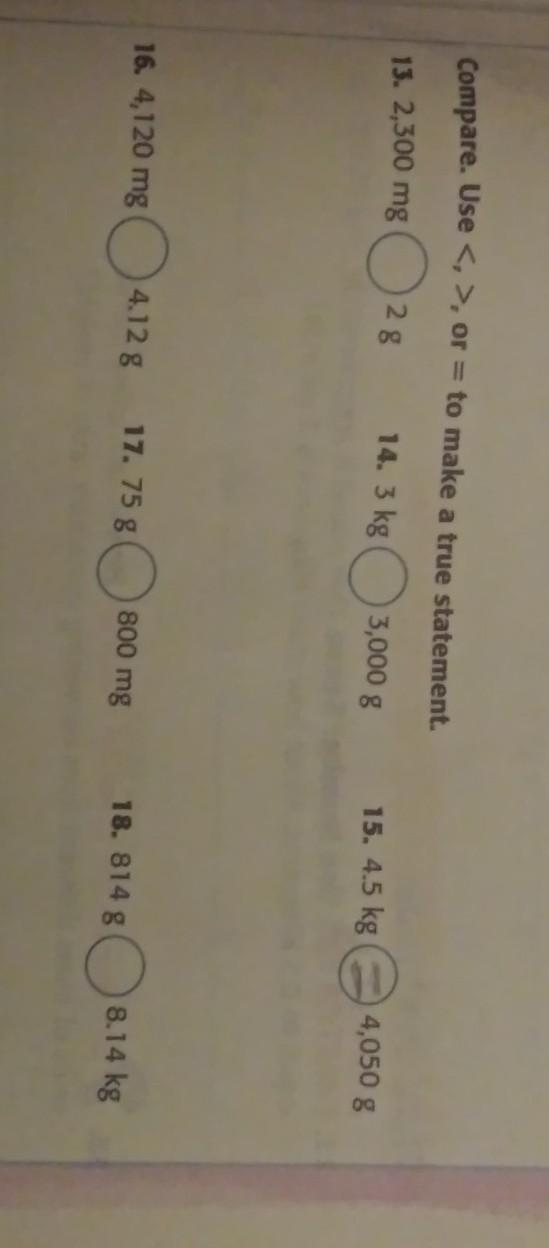 Compare. Use <, >, or = to make a true statement.
13. 2,300 mg ◯ 2 g 14. 3 kg ◯ 3,000 g 15. 4.5 kg = 4,050 g
16. 4,120 mg ◯ 4.12 g 17. 75 g ◯ 800 mg 18. 814 g ◯ 8.14 kg